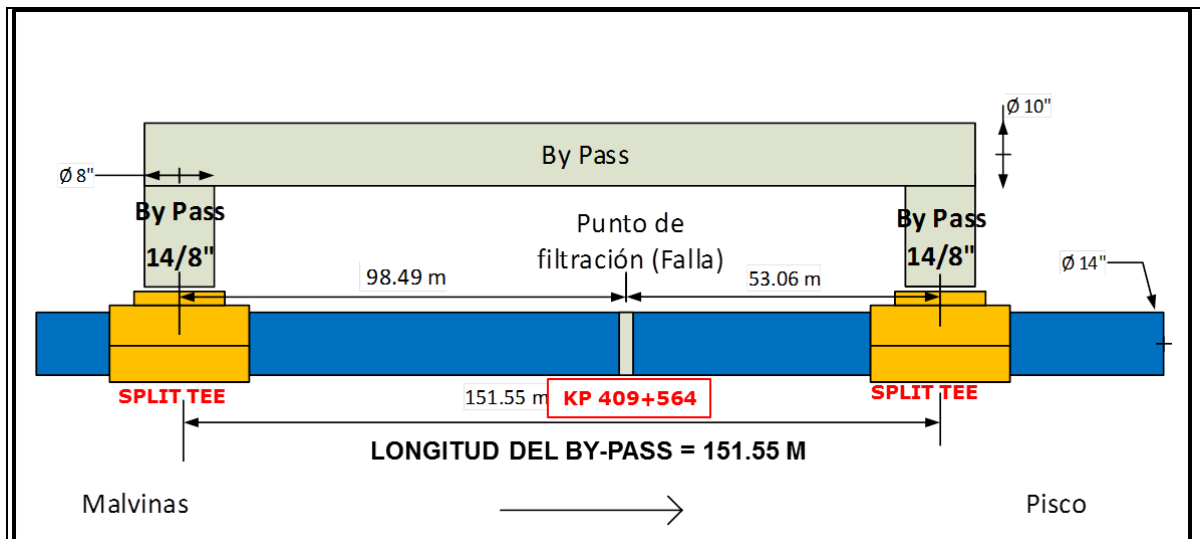 Ø 10"
By Pass
Ø 8"
By Pass
14/8"
Punto de
filtración (Falla)
By Pass
14/8"
98.49 m
53.06 m
Ø 14"
SPLIT TEE
151.55 m
KP 409+564
SPLIT TEE
LONGITUD DEL BY-PASS = 151.55 M
Malvinas
Pisco